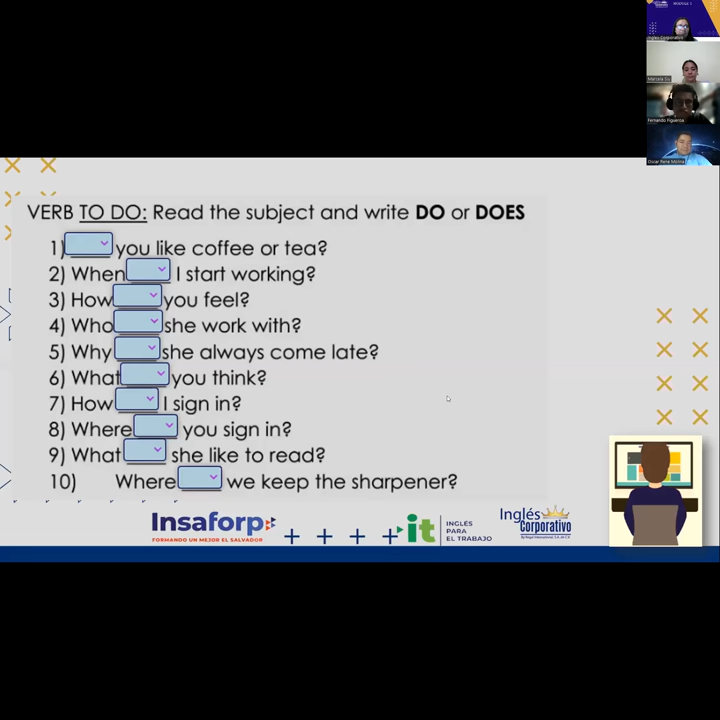 MODULE 2
Inglés Corporativo
Fernando Figueroa
VERB TO DO: Read the subject and write DO or DOES
1) you like coffee or tea?
2) When I start working?
3) How you feel?
4) Who she work with?
5) Why she always come late?
6) What you think?
7) How I sign in?
8) Where you sign in?
9) What she like to read?
10) Where we keep the sharpener?
Insaforp
FORMANDO UN MEJOR EL SALVADOR
it
INGLÉS
PARA
EL TRABAJO
Inglés
Corporativo